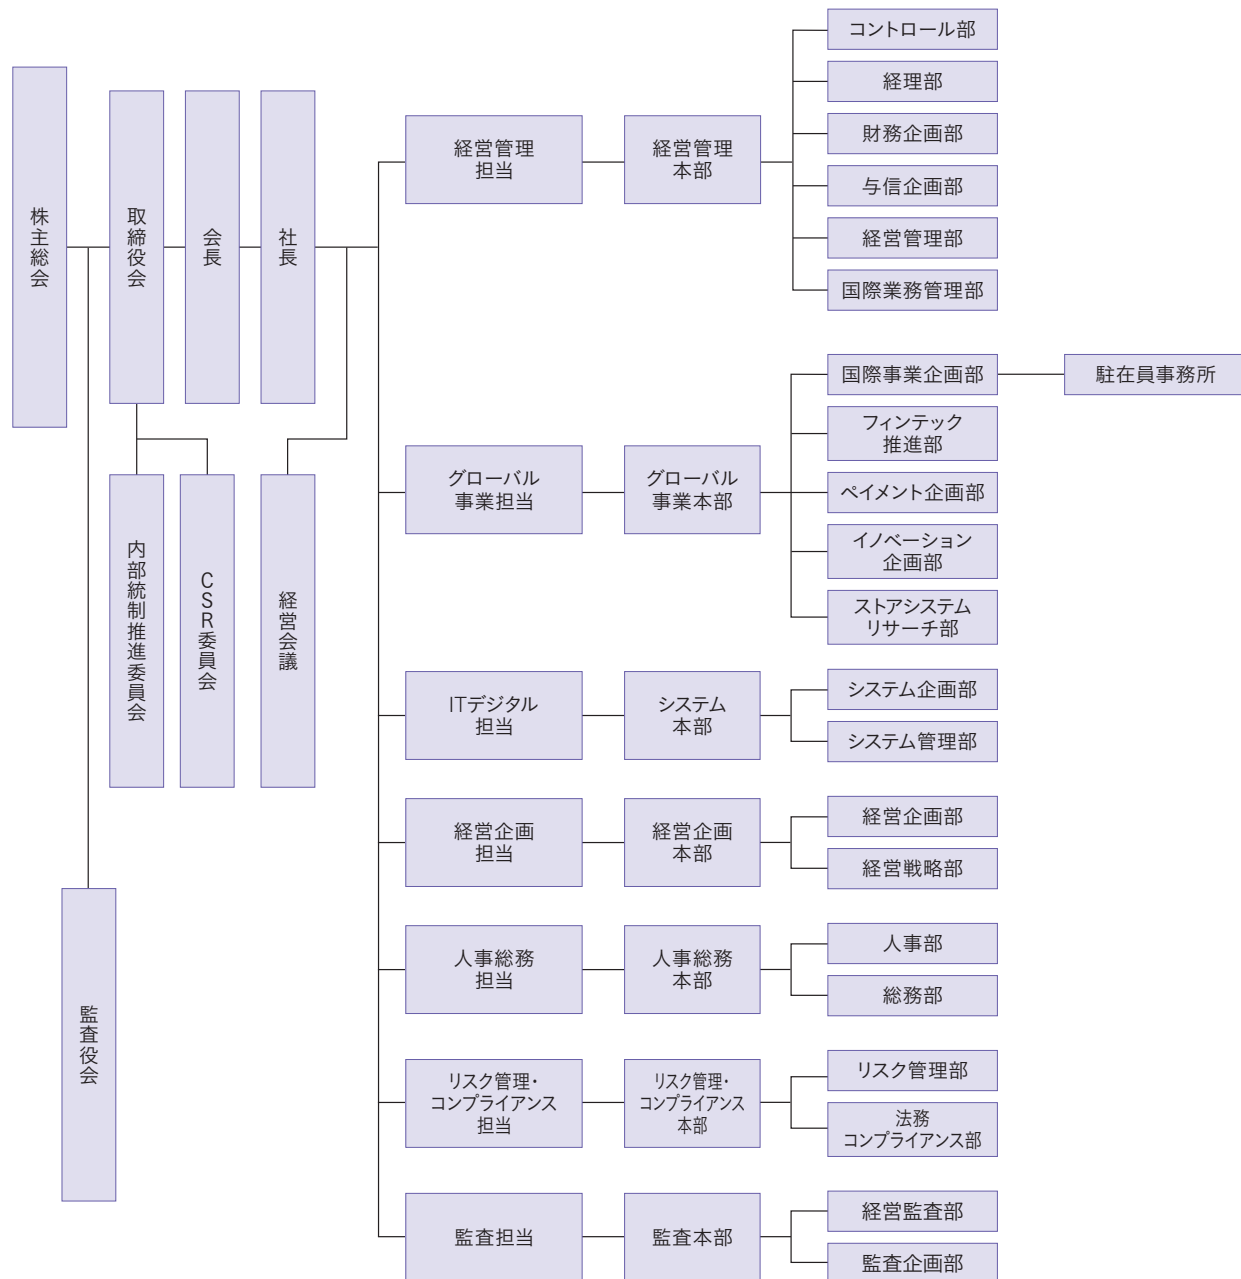 株主総会
取締役会
会長
社長
内部統制推進委員会
CSR委員会
経営会議
監査役会
経営管理
担当
経営管理
本部
コントロール部
経理部
財務企画部
与信企画部
経営管理部
国際業務管理部
グローバル
事業担当
グローバル
事業本部
国際事業企画部
駐在員事務所
フィンテック
推進部
ペイメント企画部
イノベーション
企画部
ストアシステム
リサーチ部
ITデジタル
担当
システム
本部
システム企画部
システム管理部
経営企画
担当
経営企画
本部
経営企画部
経営戦略部
人事総務
担当
人事総務
本部
人事部
総務部
リスク管理・
コンプライアンス
担当
リスク管理・
コンプライアンス
本部
リスク管理部
法務
コンプライアンス部
監査担当
監査本部
経営監査部
監査企画部